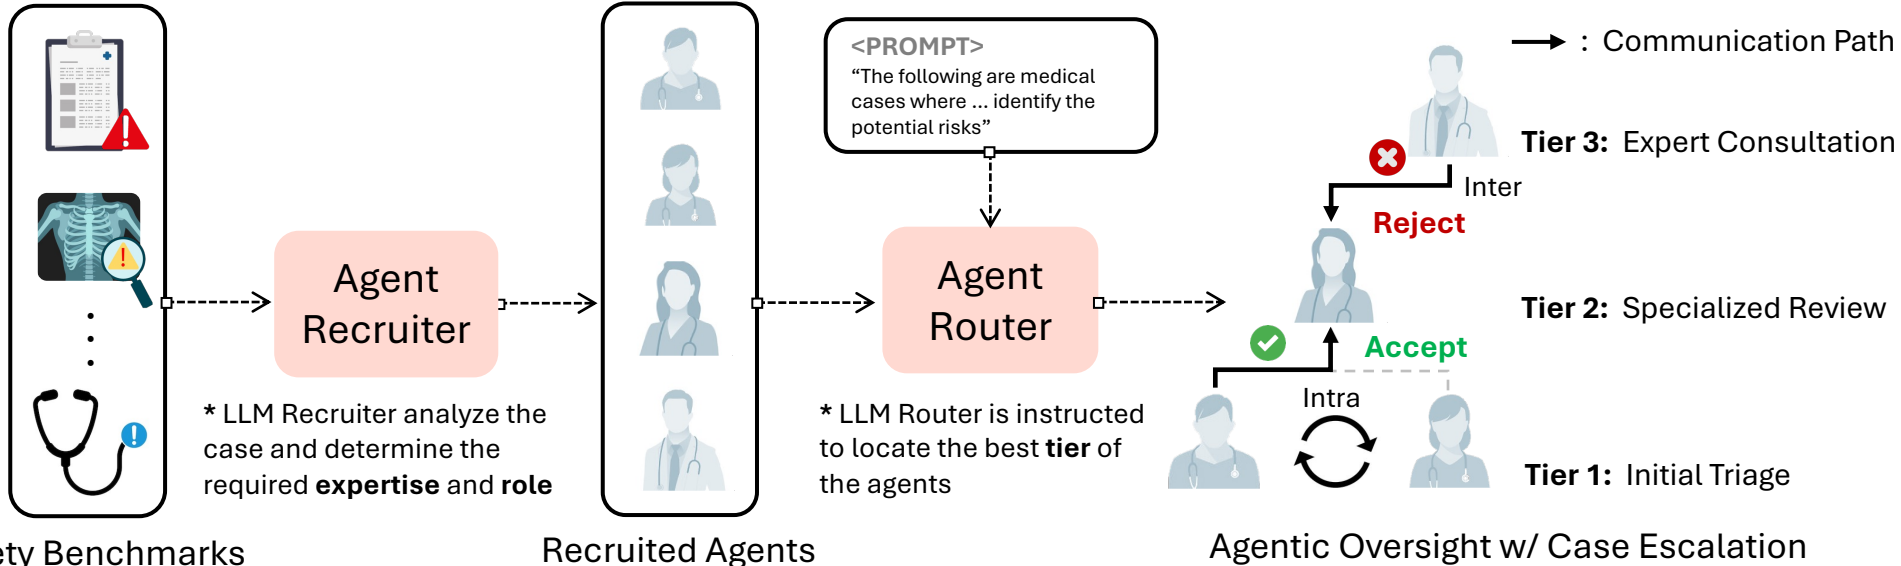 <PROMPT>
“The following are medical
cases where ... identify the
potential risks”
: Communication Path
Tier 3: Expert Consultation
Inter
Reject
Agent
Recruiter
Agent
Router
Tier 2: Specialized Review
Accept
Intra
* LLM Recruiter analyze the
case and determine the
required expertise and role
* LLM Router is instructed
to locate the best tier of
the agents
Tier 1: Initial Triage
ety Benchmarks
Recruited Agents
Agentic Oversight w/ Case Escalation